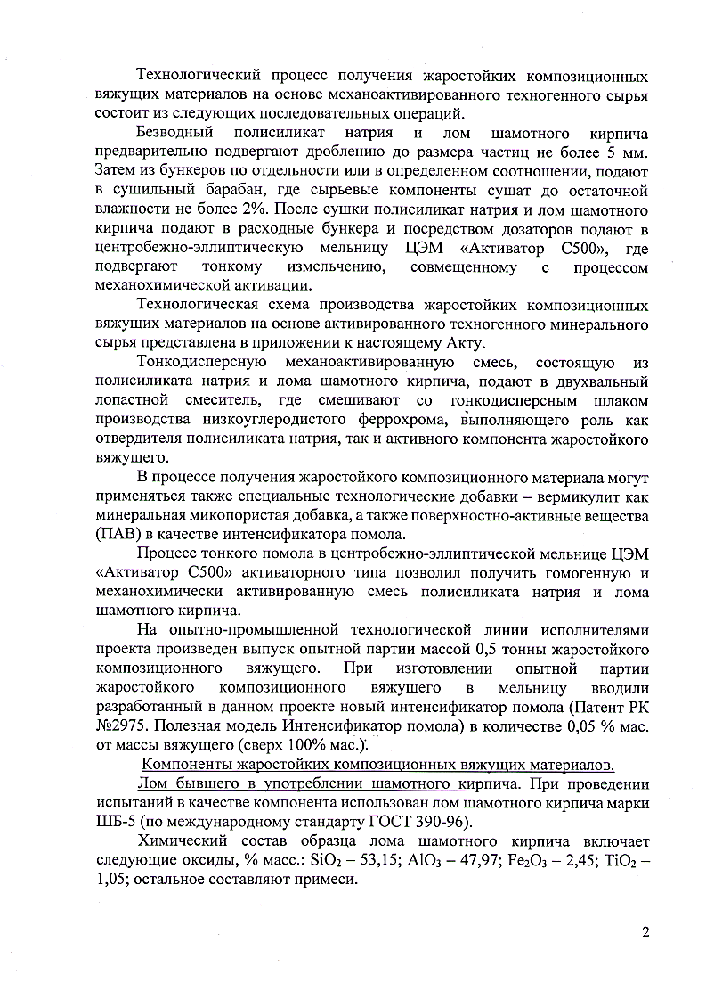 Технологический процесс получения жаростойких композиционных
вяжущих материалов на основе механоактивированного техногенного сырья
состоит из следующих последовательных операций.
Безводный полисиликат натрия и лом шамотного кирпича
предварительно подвергают дроблению до размера частиц не более 5 мм.
Затем из бункеров по отдельности или в определенном соотношении, подают
в сушильный барабан, где сырьевые компоненты сушат до остаточной
влажности не более 2%. После сушки полисиликат натрия и лом шамотного
кирпича подают в расходные бункера и посредством дозаторов подают в
центробежно-эллиптическую мельницу ЦЭМ «Активатор С500», где
подвергают тонкому измельчению, совмещенному с процессом
механохимической активации.
Технологическая схема производства жаростойких композиционных
вяжущих материалов на основе активированного техногенного минерального
сырья представлена в приложении к настоящему Акту.
Тонкодисперсную механоактивированную смесь, состоящую из
полисиликата натрия и лома шамотного кирпича, подают в двухвальный
лопастной смеситель, где смешивают со тонкодисперсным шлаком
производства низкоуглеродистого феррохрома, выполняющего роль как
отвердителя полисиликата натрия, так и активного компонента жаростойкого
вяжущего.
В процессе получения жаростойкого композиционного материала могут
применяться также специальные технологические добавки – вермикулит как
минеральная микопористая добавка, а также поверхностно-активные вещества
(ПАВ) в качестве интенсификатора помола.
Процесс тонкого помола в центробежно-эллиптической мельнице ЦЭМ
«Активатор С500» активаторного типа позволил получить гомогенную и
механохимически активированную смесь полисиликата натрия и лома
шамотного кирпича.
На опытно-промышленной технологической линии исполнителями
проекта произведен выпуск опытной партии массой 0,5 тонны жаростойкого
композиционного вяжущего. При изготовлении опытной партии
жаростойкого композиционного вяжущего в мельницу вводили
разработанный в данном проекте новый интенсификатор помола (Патент РК
№2975. Полезная модель Интенсификатор помола) в количестве 0,05 % мас.
от массы вяжущего (сверх 100% мас.).
Компоненты жаростойких композиционных вяжущих материалов.
Лом бывшего в употреблении шамотного кирпича. При проведении
испытаний в качестве компонента использован лом шамотного кирпича марки
ШБ-5 (по международному стандарту ГОСТ 390-96).
Химический состав образца лома шамотного кирпича включает
следующие оксиды, % масс.: SiO₂ – 53,15; AlO₃ – 47,97; Fe₂O₃ – 2,45; TiO₂ –
1,05; остальное составляют примеси.
2